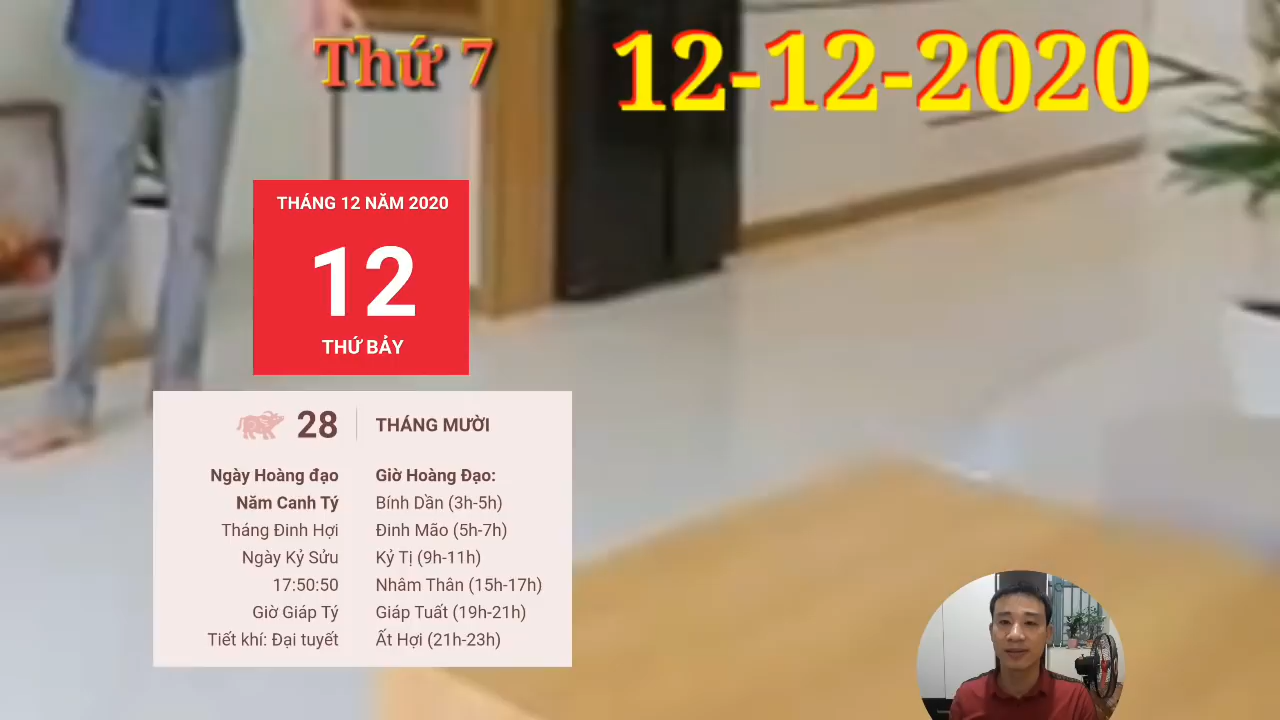 Thứ 7
12-12-2020
THÁNG 12 NĂM 2020
12
THỨ BẢY
28
THÁNG MƯỜI
Ngày Hoàng đạo
Năm Canh Tý
Tháng Đinh Hợi
Ngày Kỷ Sửu
17:50:50
Giờ Giáp Tý
Tiết khí: Đại tuyết
Giờ Hoàng Đạo:
Bính Dần (3h-5h)
Đinh Mão (5h-7h)
Kỷ Tị (9h-11h)
Nhâm Thân (15h-17h)
Giáp Tuất (19h-21h)
Ất Hợi (21h-23h)